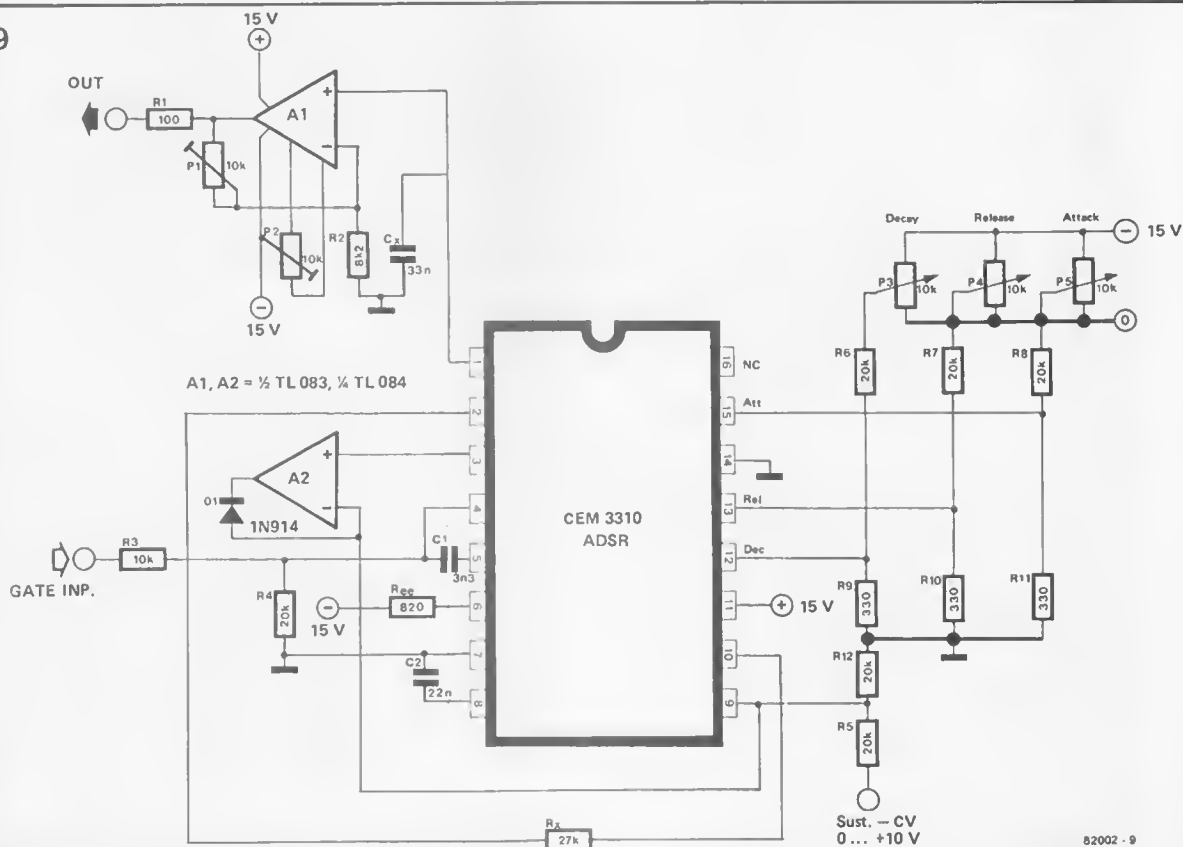 9
15 V
+
OUT
R1
100
A1
+
−
P1
10k
P2
10k
R2
8k2
Cx
33n
−
15 V
A1, A2 = ½ TL 083, ¼ TL 084
A2
+
−
D1
1N914
GATE INP.
R3
10k
R4
20k
C1
3n3
−
15 V
Ree
820
C2
22n
1
2
3
4
5
6
7
8
CEM 3310
ADSR
16
NC
15
Att
14
13
Rel
12
Dec
11
+
15 V
10
9
Decay
Release
Attack
−
15 V
P3
10k
P4
10k
P5
10k
0
R6
20k
R7
20k
R8
20k
R9
330
R10
330
R11
330
R12
20k
R5
20k
Sust. – CV
0 ... +10 V
Rx
27k
82002 - 9